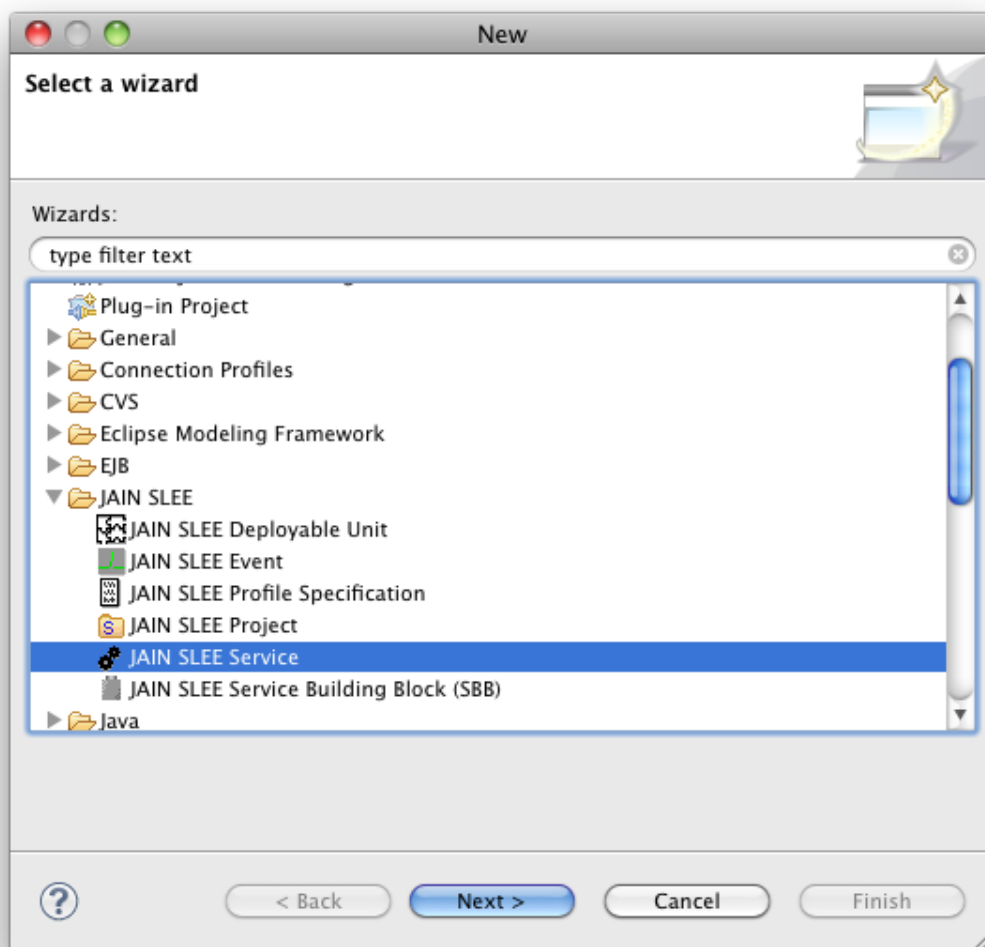 New
Select a wizard
Wizards:
type filter text
Plug-in Project
General
Connection Profiles
CVS
Eclipse Modeling Framework
EJB
JAIN SLEE
JAIN SLEE Deployable Unit
JAIN SLEE Event
JAIN SLEE Profile Specification
JAIN SLEE Project
JAIN SLEE Service
JAIN SLEE Service Building Block (SBB)
Java
? < Back Next > Cancel Finish